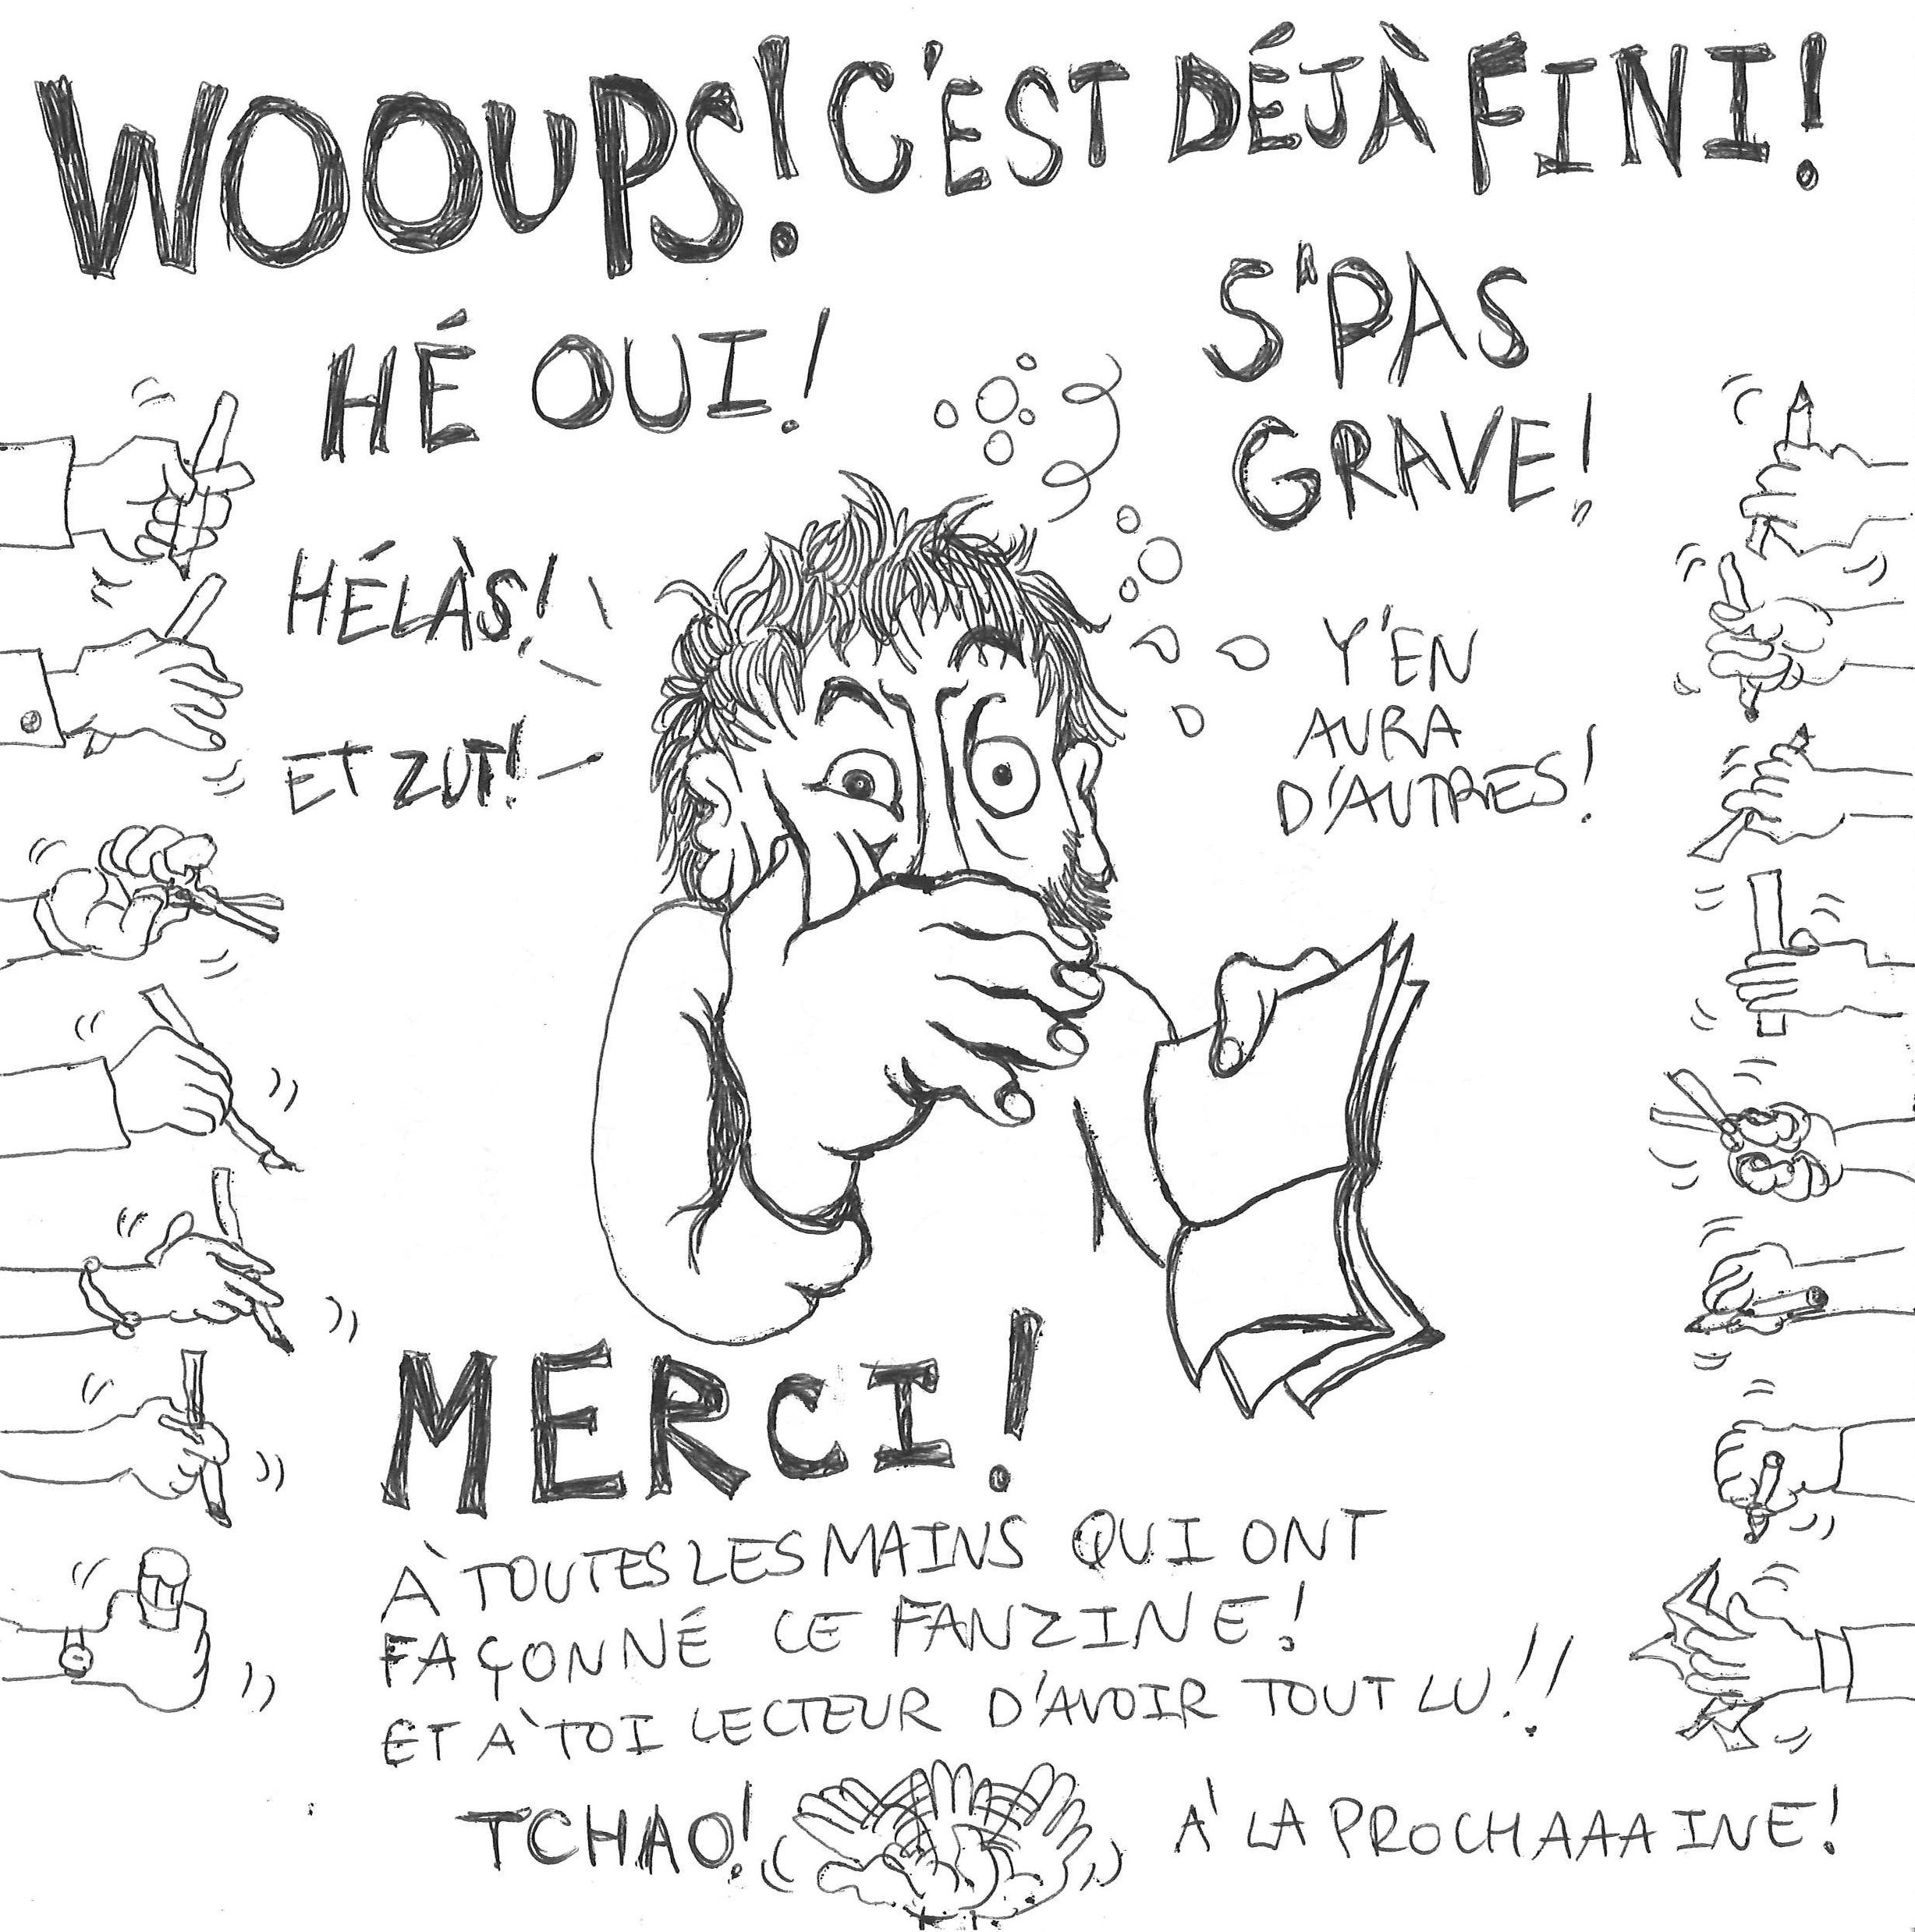 WOOUPS! C'EST DÉJÀ FINI!
HÉ OUI!
S'PAS
GRAVE!
HÉLÀS!
ET ZUT!
Y'EN
AURA
D'AUTRES!
MERCI!
À TOUTES LES MAINS QUI ONT
FAÇONNÉ CE FANZINE!
ET À TOI LECTEUR D'AVOIR TOUT LU!!
TCHAO!
À LA PROCHAAAINE!